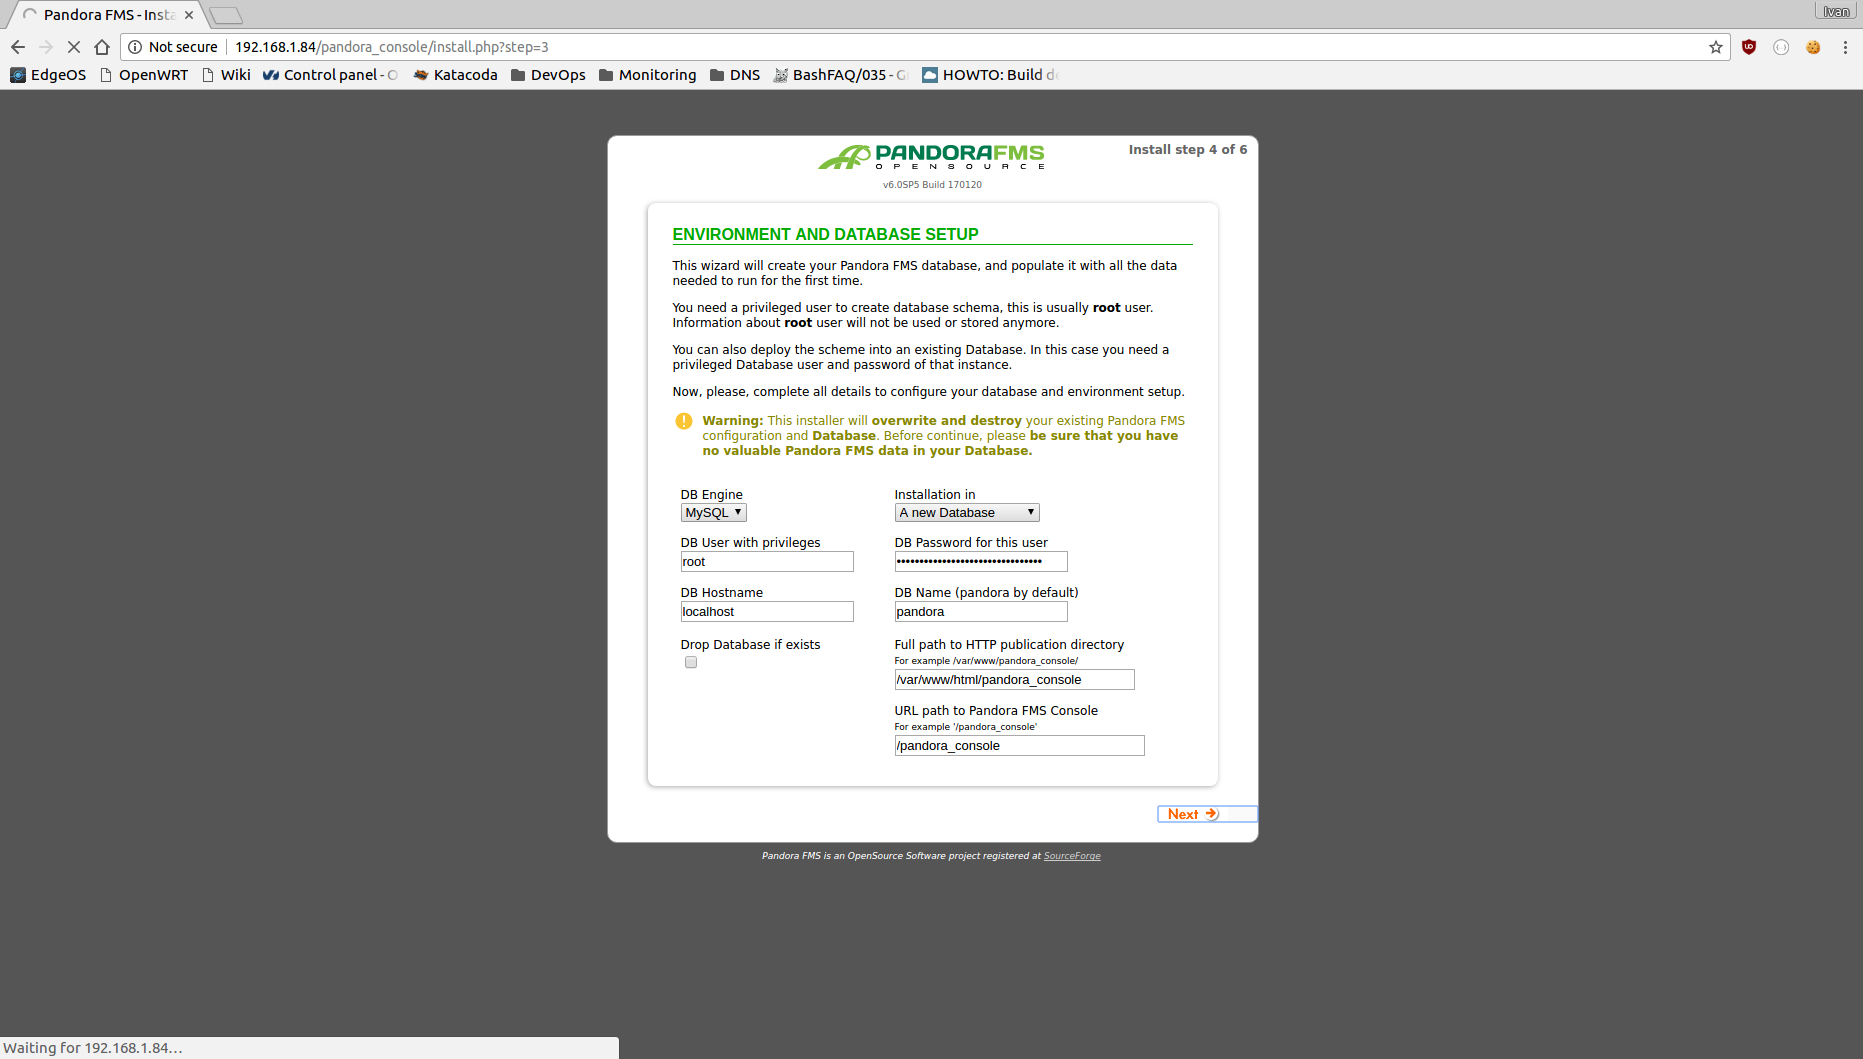 Pandora FMS - Insta
Ivan
Not secure
192.168.1.84/pandora_console/install.php?step=3
EdgeOS
OpenWRT
Wiki
Control panel - O
Katacoda
DevOps
Monitoring
DNS
BashFAQ/035 - G
HOWTO: Build d
PANDORAFMS
OPENSOURCE
Install step 4 of 6
v6.0SP5 Build 170120
ENVIRONMENT AND DATABASE SETUP
This wizard will create your Pandora FMS database, and populate it with all the data
needed to run for the first time.
You need a privileged user to create database schema, this is usually root user.
Information about root user will not be used or stored anymore.
You can also deploy the scheme into an existing Database. In this case you need a
privileged Database user and password of that instance.
Now, please, complete all details to configure your database and environment setup.
Warning: This installer will overwrite and destroy your existing Pandora FMS
configuration and Database. Before continue, please be sure that you have
no valuable Pandora FMS data in your Database.
DB Engine
MySQL
Installation in
A new Database
DB User with privileges
root
DB Password for this user
••••••••••••••••••••••••••••••••
DB Hostname
localhost
DB Name (pandora by default)
pandora
Drop Database if exists
Full path to HTTP publication directory
For example /var/www/pandora_console/
/var/www/html/pandora_console
URL path to Pandora FMS Console
For example '/pandora_console'
/pandora_console
Next
Pandora FMS is an OpenSource Software project registered at SourceForge
Waiting for 192.168.1.84...